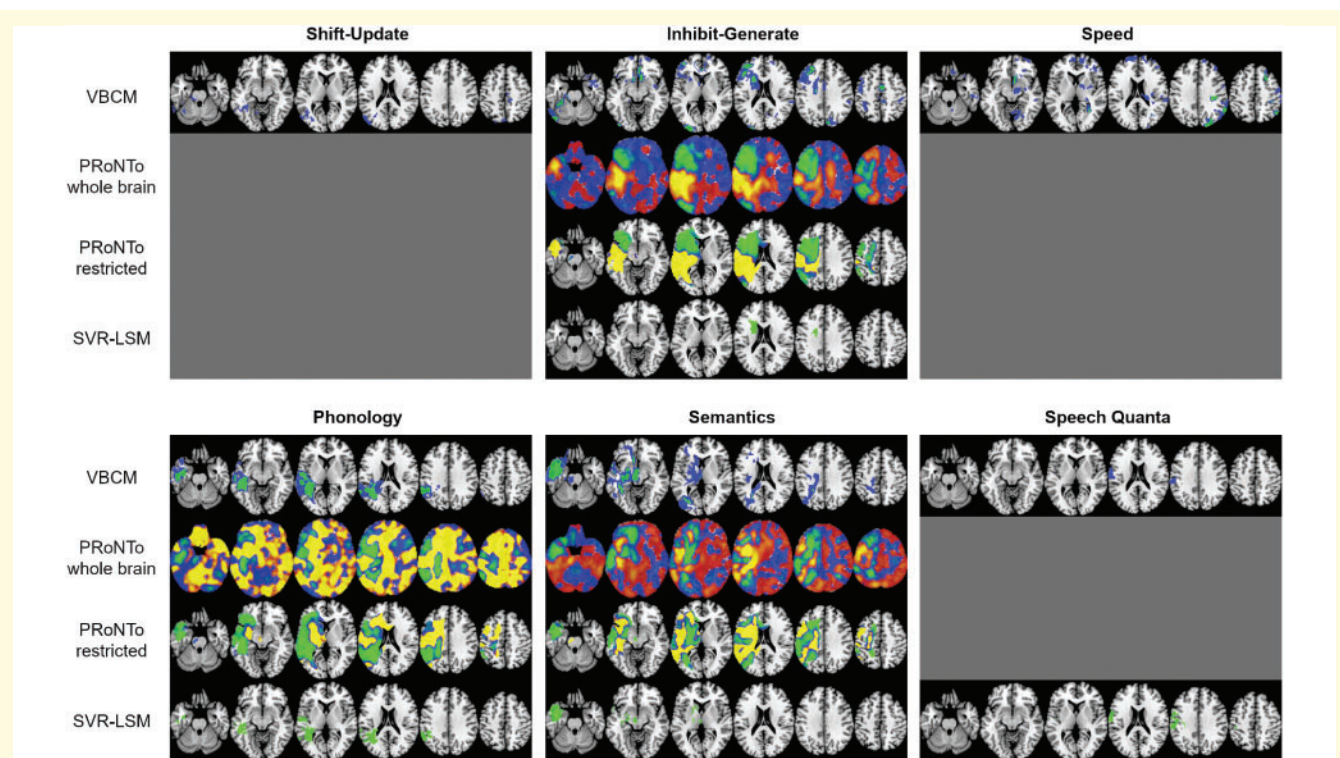 Shift-Update
Inhibit-Generate
Speed
VBCM
PRoNTo
whole brain
PRoNTo
restricted
SVR-LSM
Phonology
Semantics
Speech Quanta
VBCM
PRoNTo
whole brain
PRoNTo
restricted
SVR-LSM